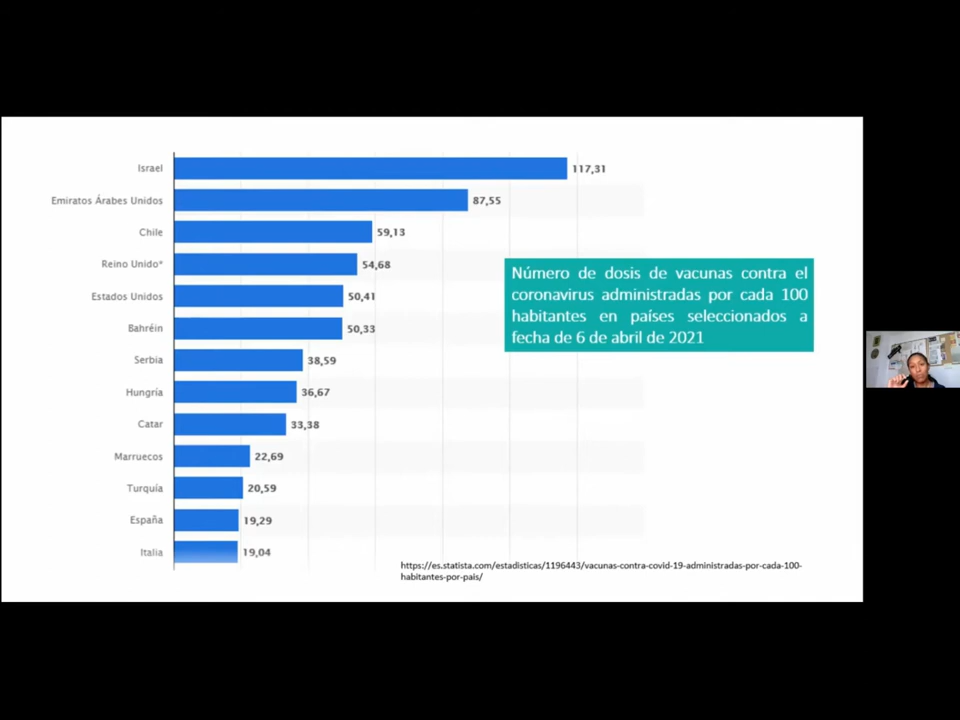 Israel 117,31
Emiratos Árabes Unidos 87,55
Chile 59,13
Reino Unido* 54,68
Estados Unidos 50,41
Bahréin 50,33
Serbia 38,59
Hungría 36,67
Catar 33,38
Marruecos 22,69
Turquía 20,59
España 19,29
Italia 19,04
Número de dosis de vacunas contra el
coronavirus administradas por cada 100
habitantes en países seleccionados a
fecha de 6 de abril de 2021
https://es.statista.com/estadisticas/1196443/vacunas-contra-covid-19-administradas-por-cada-100-
habitantes-por-pais/